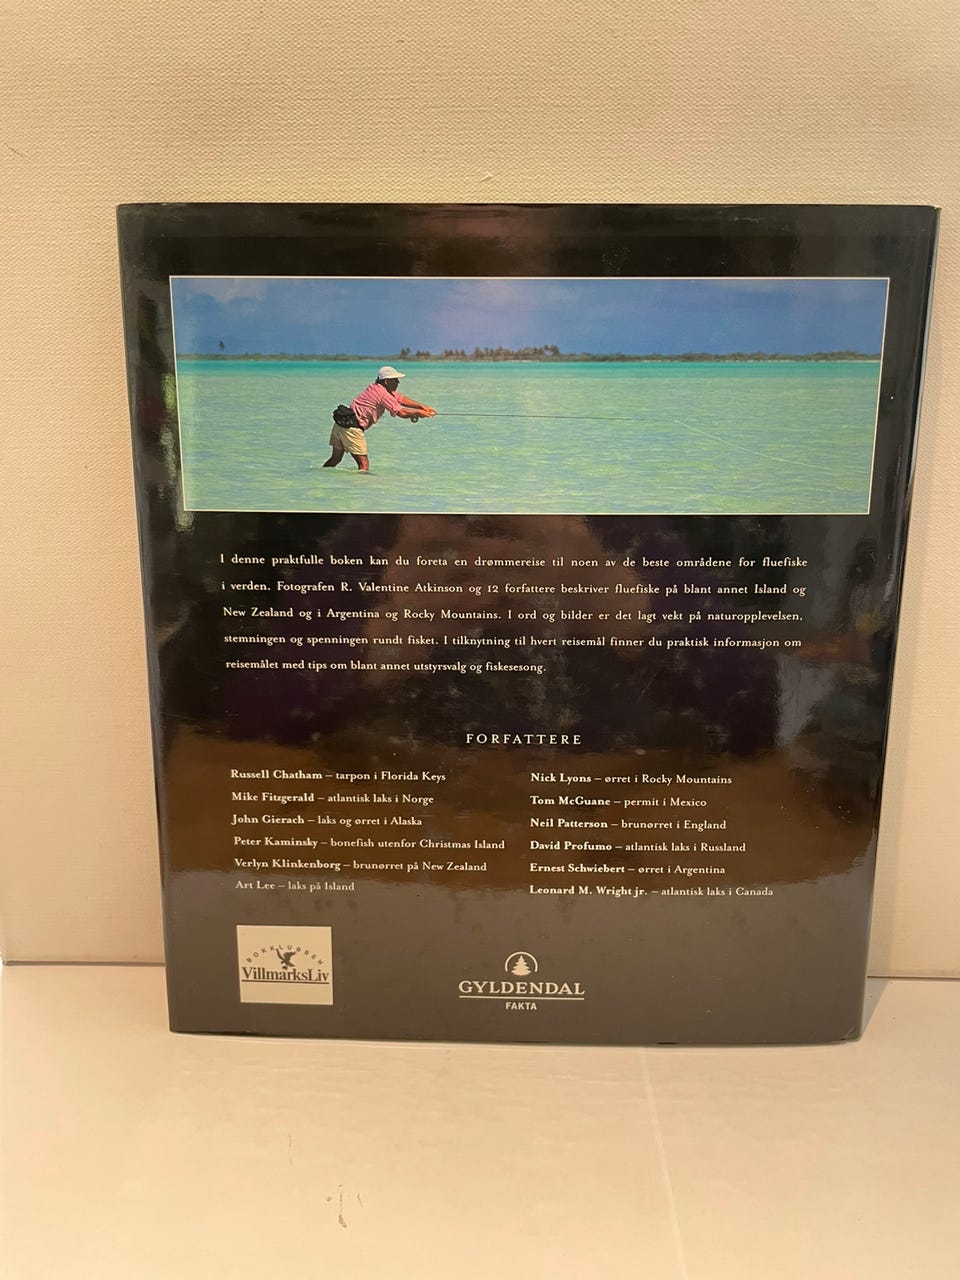 I denne praktfulle boken kan du foreta en drømmereise til noen av de beste områdene for fluefiske
i verden. Fotografen R. Valentine Atkinson og 12 forfattere beskriver fluefiske på blant annet Island og
New Zealand og i Argentina og Rocky Mountains. I ord og bilder er det lagt vekt på naturopplevelsen,
stemningen og spenningen rundt fisket. I tilknytning til hvert reisemål finner du praktisk informasjon om
reisemålet med tips om blant annet utstyrsvalg og fiskesesong.
FORFATTERE
Russell Chatham – tarpon i Florida Keys
Mike Fitzgerald – atlantisk laks i Norge
John Gierach – laks og ørret i Alaska
Peter Kaminsky – bonefish utenfor Christmas Island
Verlyn Klinkenborg – brunørret på New Zealand
Art Lee – laks på Island
Nick Lyons – ørret i Rocky Mountains
Tom McGuane – permit i Mexico
Neil Patterson – brunørret i England
David Profumo – atlantisk laks i Russland
Ernest Schwiebert – ørret i Argentina
Leonard M. Wright jr. – atlantisk laks i Canada
BOKKLUBBEN
VillmarksLiv
GYLDENDAL
FAKTA